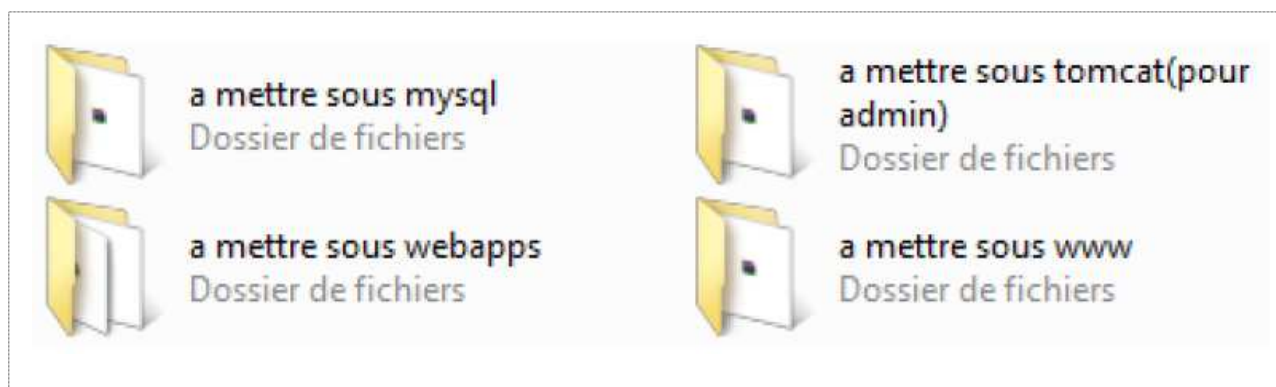 a mettre sous mysql
Dossier de fichiers
a mettre sous tomcat(pour
admin)
Dossier de fichiers
a mettre sous webapps
Dossier de fichiers
a mettre sous www
Dossier de fichiers